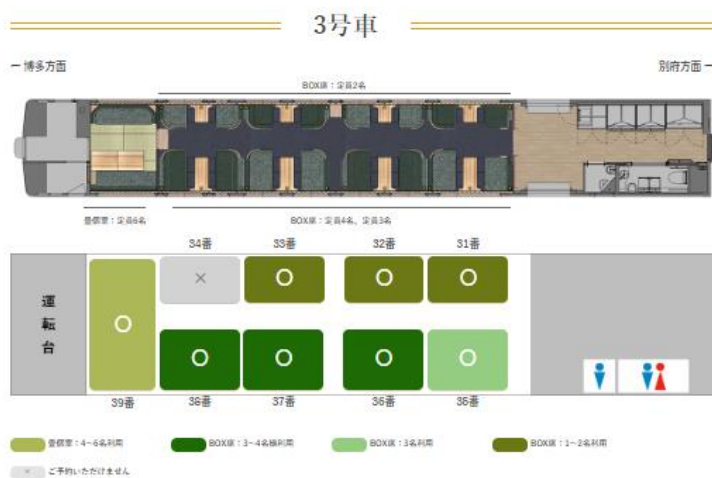 3号車
博多方面
別府方面
BOX席：定員2名
畳個室：定員6名
BOX席：定員4名、定員3名
34番 33番 32番 31番
運転台
39番 38番 37番 36番 35番
畳個室：4～6名利用
BOX席：3～4名様利用
BOX席：3名利用
BOX席：1～2名利用
× ご予約いただけません